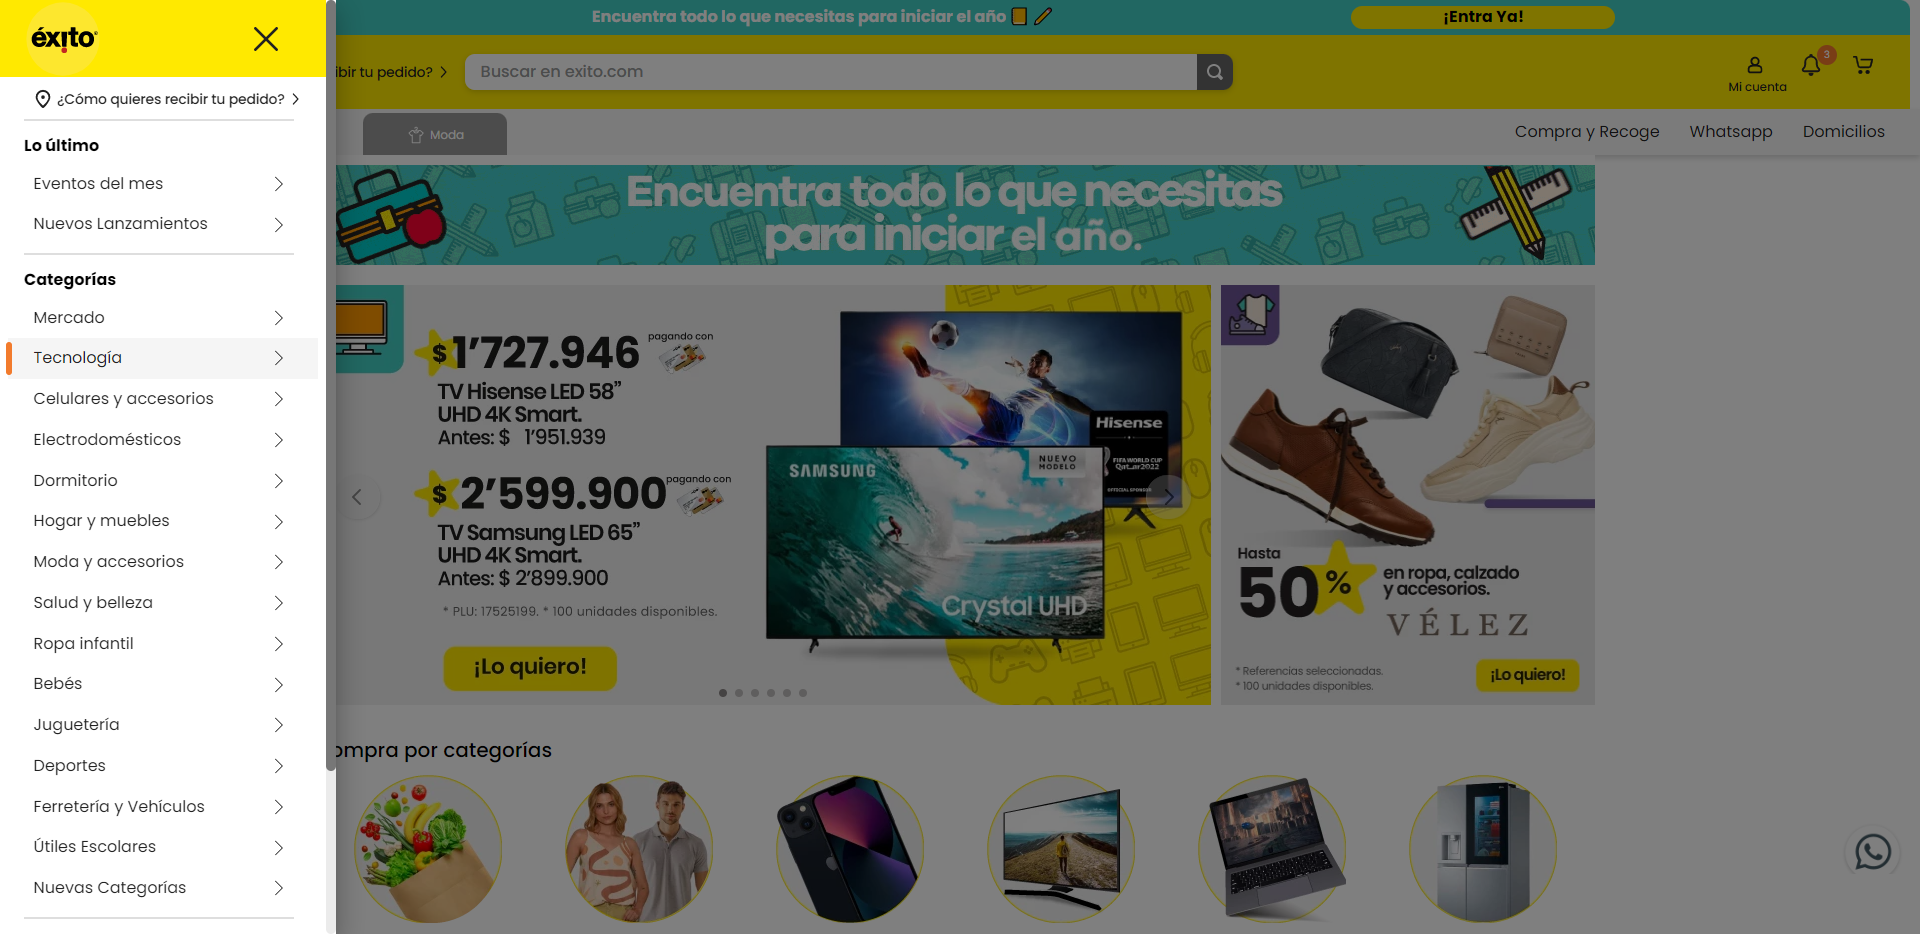 éxito
¿Cómo quieres recibir tu pedido?
Lo último
Eventos del mes
Nuevos Lanzamientos
Categorías
Mercado
Tecnología
Celulares y accesorios
Electrodomésticos
Dormitorio
Hogar y muebles
Moda y accesorios
Salud y belleza
Ropa infantil
Bebés
Juguetería
Deportes
Ferretería y Vehículos
Útiles Escolares
Nuevas Categorías
Encuentra todo lo que necesitas para iniciar el año
¡Entra Ya!
ibir tu pedido?
Buscar en exito.com
Mi cuenta
3
Moda
Compra y Recoge
Whatsapp
Domicilios
Encuentra todo lo que necesitas
para iniciar el año.
$1’727.946
pagando con
TV Hisense LED 58”
UHD 4K Smart.
Antes: $ 1’951.939
$2’599.900
pagando con
TV Samsung LED 65”
UHD 4K Smart.
Antes: $ 2’899.900
* PLU: 17525199. * 100 unidades disponibles.
¡Lo quiero!
Hisense
FIFA WORLD CUP
Qatar2022
OFFICIAL SPONSOR
SAMSUNG
NUEVO
MODELO
Crystal UHD
Hasta
50%
en ropa, calzado
y accesorios.
VÉLEZ
* Referencias seleccionadas.
* 100 unidades disponibles.
¡Lo quiero!
ompra por categorías